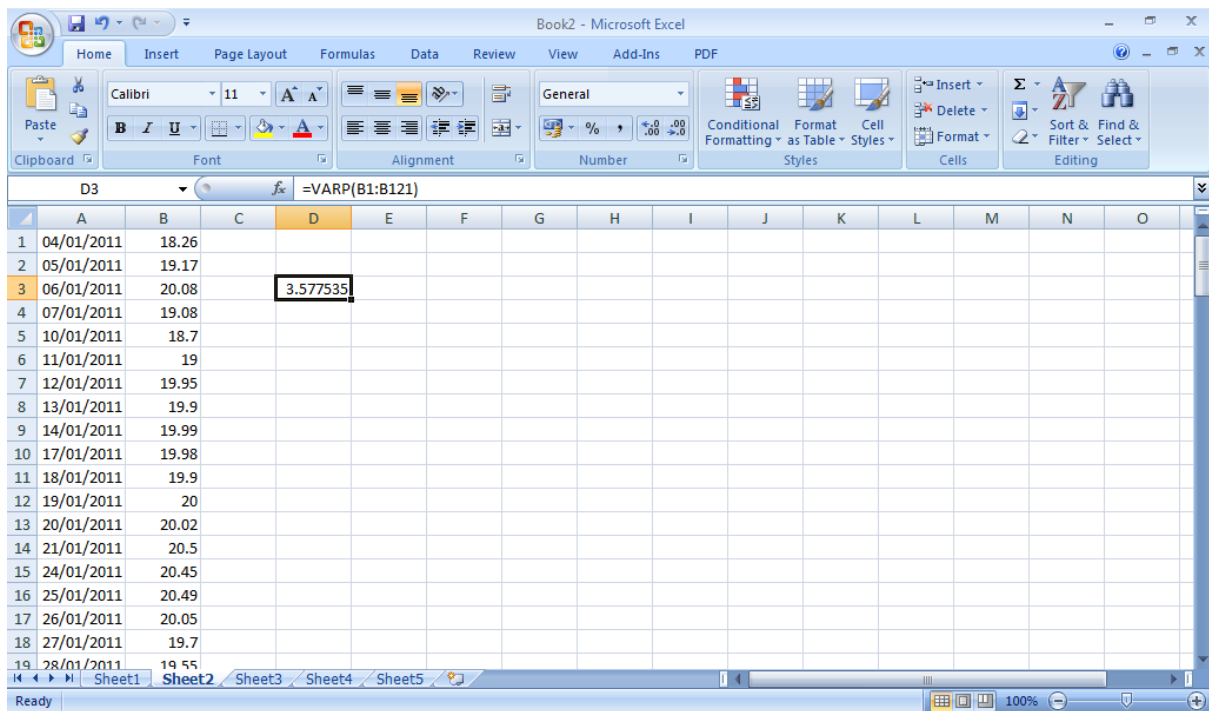 Book2 - Microsoft Excel
Home Insert Page Layout Formulas Data Review View Add-Ins PDF
Paste
Calibri 11
General
Conditional Formatting
Format as Table
Cell Styles
Insert
Delete
Format
Sort & Filter
Find & Select
Clipboard Font Alignment Number Styles Cells Editing
D3 fx =VARP(B1:B121)
A B C D E F G H I J K L M N O
1 04/01/2011 18.26
2 05/01/2011 19.17
3 06/01/2011 20.08 3.577535
4 07/01/2011 19.08
5 10/01/2011 18.7
6 11/01/2011 19
7 12/01/2011 19.95
8 13/01/2011 19.9
9 14/01/2011 19.99
10 17/01/2011 19.98
11 18/01/2011 19.9
12 19/01/2011 20
13 20/01/2011 20.02
14 21/01/2011 20.5
15 24/01/2011 20.45
16 25/01/2011 20.49
17 26/01/2011 20.05
18 27/01/2011 19.7
19 28/01/2011 19.55
Sheet1 Sheet2 Sheet3 Sheet4 Sheet5
Ready 100%